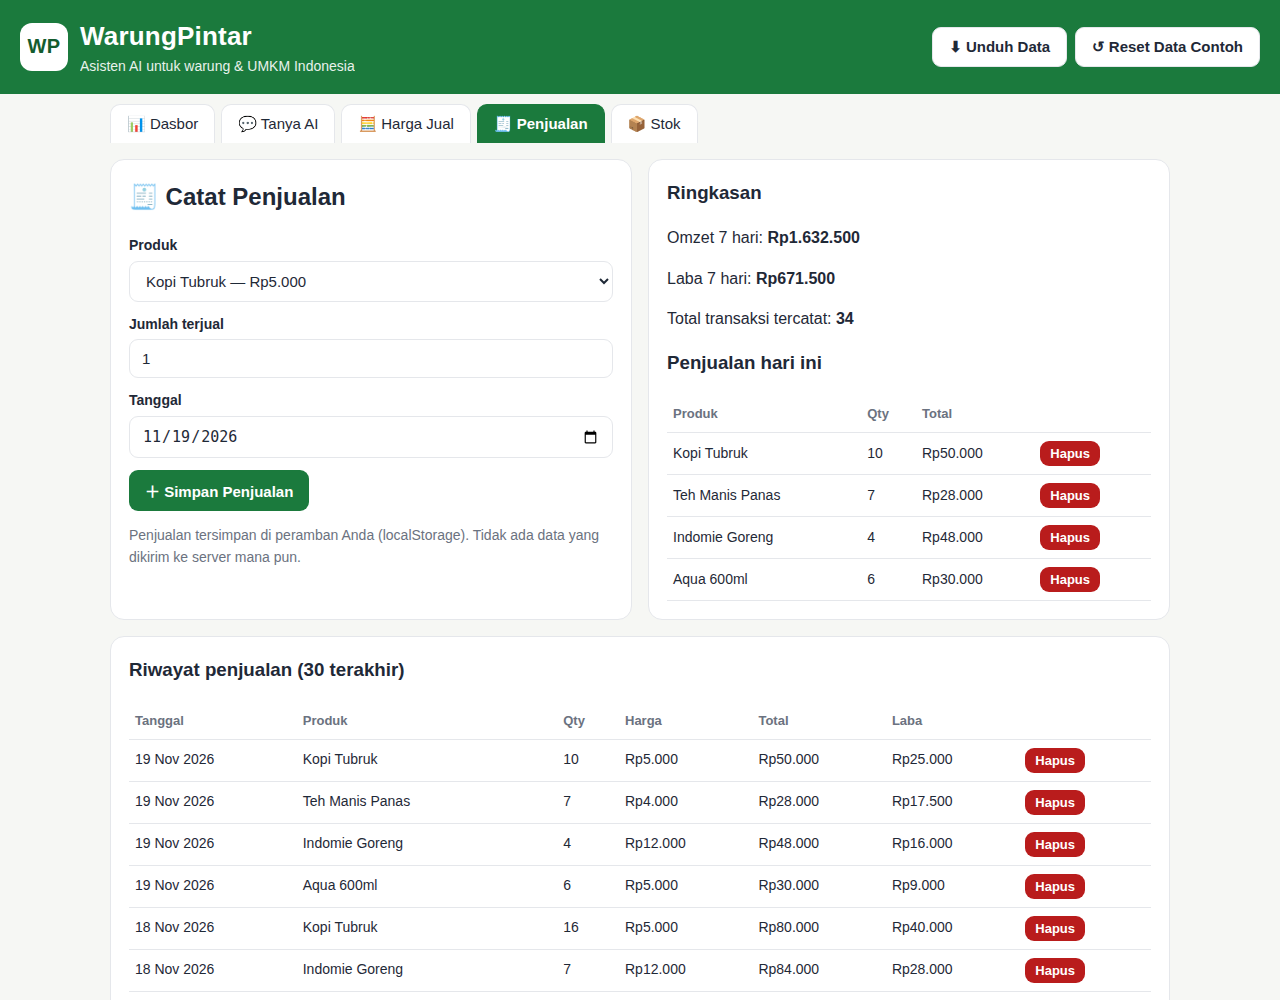 WP
WarungPintar
Asisten AI untuk warung & UMKM Indonesia
⬇ Unduh Data
↺ Reset Data Contoh
📊 Dasbor
💬 Tanya AI
🧮 Harga Jual
🧾 Penjualan
📦 Stok
🧾 Catat Penjualan
Produk
Kopi Tubruk — Rp5.000
Jumlah terjual
1
Tanggal
11/19/2026
＋ Simpan Penjualan
Penjualan tersimpan di peramban Anda (localStorage). Tidak ada data yang
dikirim ke server mana pun.
Ringkasan
Omzet 7 hari: Rp1.632.500
Laba 7 hari: Rp671.500
Total transaksi tercatat: 34
Penjualan hari ini
Produk Qty Total
Kopi Tubruk 10 Rp50.000 Hapus
Teh Manis Panas 7 Rp28.000 Hapus
Indomie Goreng 4 Rp48.000 Hapus
Aqua 600ml 6 Rp30.000 Hapus
Riwayat penjualan (30 terakhir)
Tanggal Produk Qty Harga Total Laba
19 Nov 2026 Kopi Tubruk 10 Rp5.000 Rp50.000 Rp25.000 Hapus
19 Nov 2026 Teh Manis Panas 7 Rp4.000 Rp28.000 Rp17.500 Hapus
19 Nov 2026 Indomie Goreng 4 Rp12.000 Rp48.000 Rp16.000 Hapus
19 Nov 2026 Aqua 600ml 6 Rp5.000 Rp30.000 Rp9.000 Hapus
18 Nov 2026 Kopi Tubruk 16 Rp5.000 Rp80.000 Rp40.000 Hapus
18 Nov 2026 Indomie Goreng 7 Rp12.000 Rp84.000 Rp28.000 Hapus